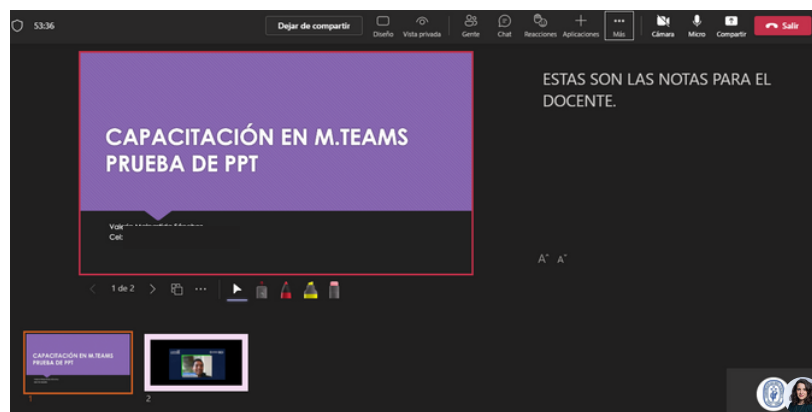 53:36
Dejar de compartir
Diseño
Vista privada
Gente
Chat
Reacciones
Aplicaciones
Más
Cámara
Micro
Compartir
Salir
CAPACITACIÓN EN M.TEAMS
PRUEBA DE PPT
Cel:
ESTAS SON LAS NOTAS PARA EL
DOCENTE.
A˄ A˅
1 de 2
CAPACITACIÓN EN M.TEAMS
PRUEBA DE PPT
1
2